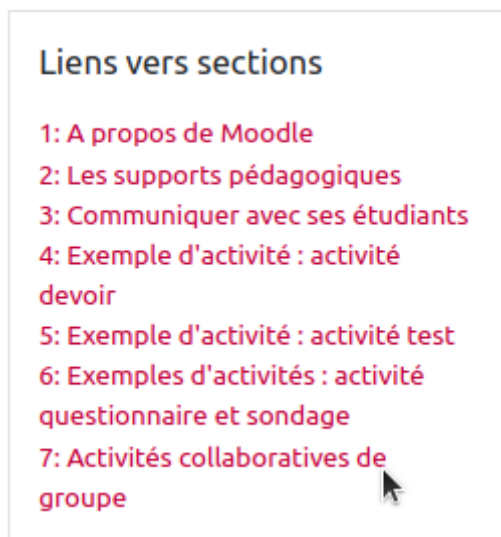 Liens vers sections
1: A propos de Moodle
2: Les supports pédagogiques
3: Communiquer avec ses étudiants
4: Exemple d'activité : activité
devoir
5: Exemple d'activité : activité test
6: Exemples d'activités : activité
questionnaire et sondage
7: Activités collaboratives de
groupe